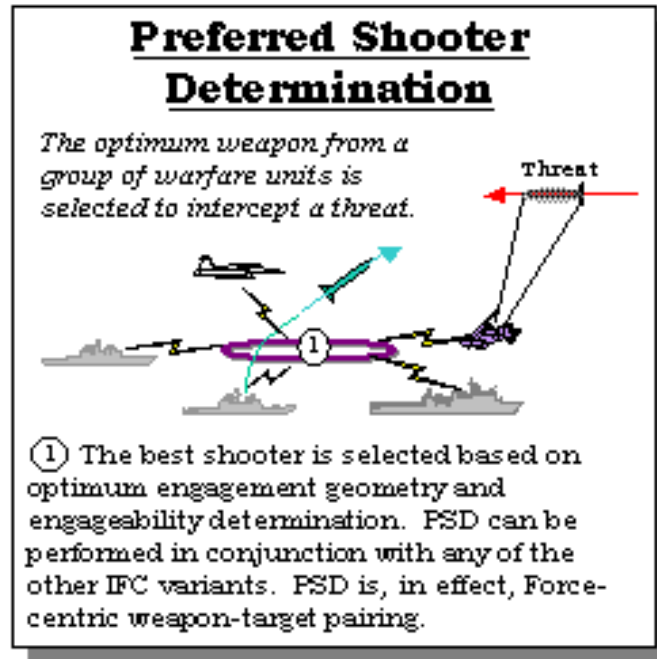 Preferred Shooter
Determination
The optimum weapon from a
group of warfare units is
selected to intercept a threat.
Threat
1
1 The best shooter is selected based on
optimum engagement geometry and
engageability determination. PSD can be
performed in conjunction with any of the
other IFC variants. PSD is, in effect, Force-
centric weapon-target pairing.